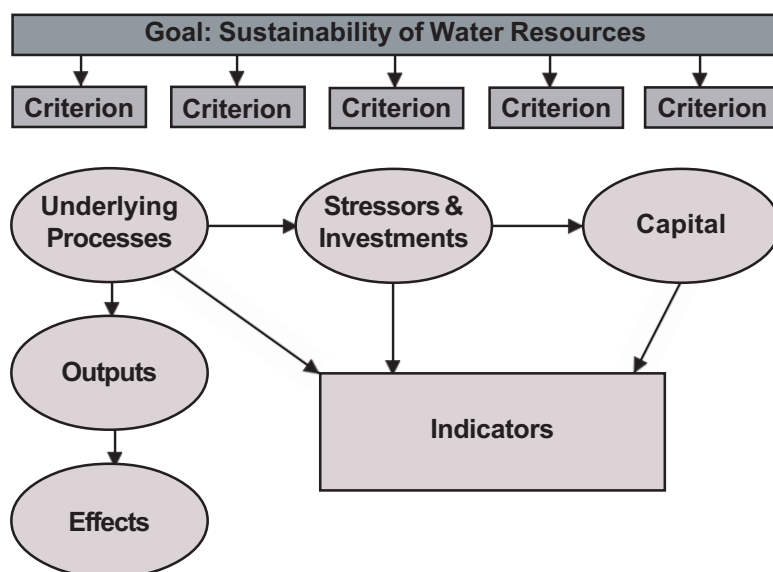 Goal: Sustainability of Water Resources
Criterion
Criterion
Criterion
Criterion
Criterion
Underlying
Processes
Stressors &
Investments
Capital
Outputs
Indicators
Effects